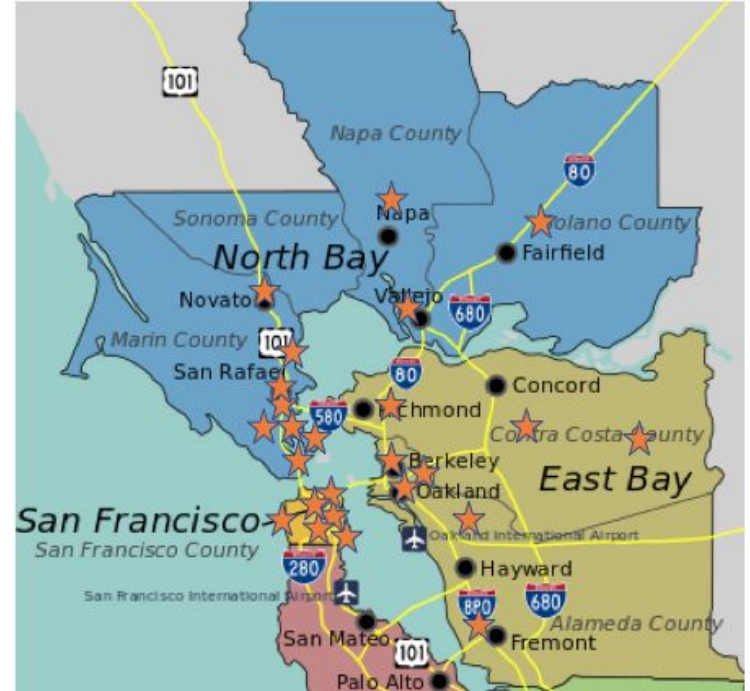 101
Napa County
80
Sonoma County
Napa
olano County
North Bay
Fairfield
Novato
Vallejo
680
Marin County
101
San Rafael
80
Concord
580
chmond
Contra Costa ounty
Berkeley
East Bay
Oakland
San Francisco
San Francisco County
Oakland International Airport
280
Hayward
San Francisco International Airport
880
680
Alameda County
San Mateo
Fremont
101
Palo Alto